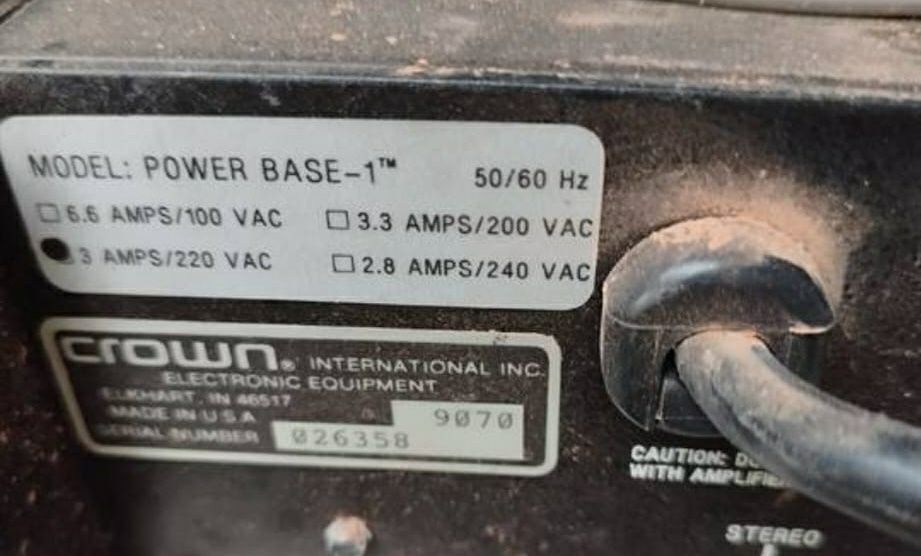 MODEL: POWER BASE-1™ 50/60 Hz
6.6 AMPS/100 VAC 3.3 AMPS/200 VAC
3 AMPS/220 VAC 2.8 AMPS/240 VAC
crown® INTERNATIONAL INC.
ELECTRONIC EQUIPMENT
ELKHART, IN 46517
MADE IN U.S.A 9070
SERIAL NUMBER 026358
CAUTION:
WITH
STEREO